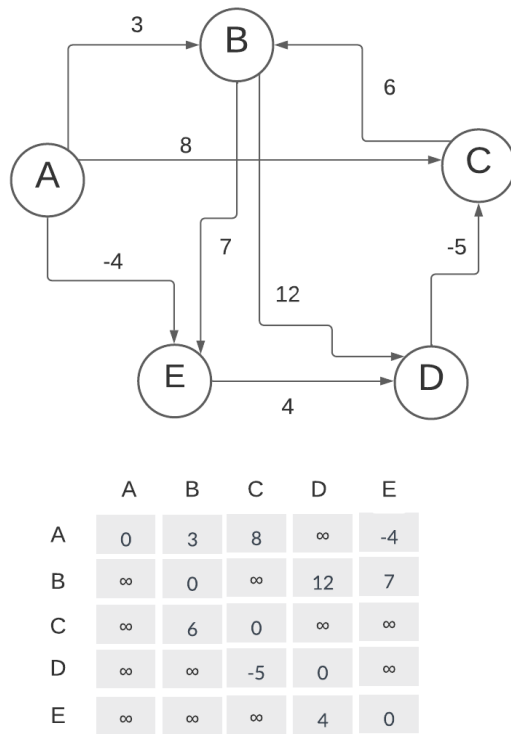 3
B
6
8
A
C
-4
7
-5
12
E
D
4
A B C D E
A 0 3 8 ∞ -4
B ∞ 0 ∞ 12 7
C ∞ 6 0 ∞ ∞
D ∞ ∞ -5 0 ∞
E ∞ ∞ ∞ 4 0